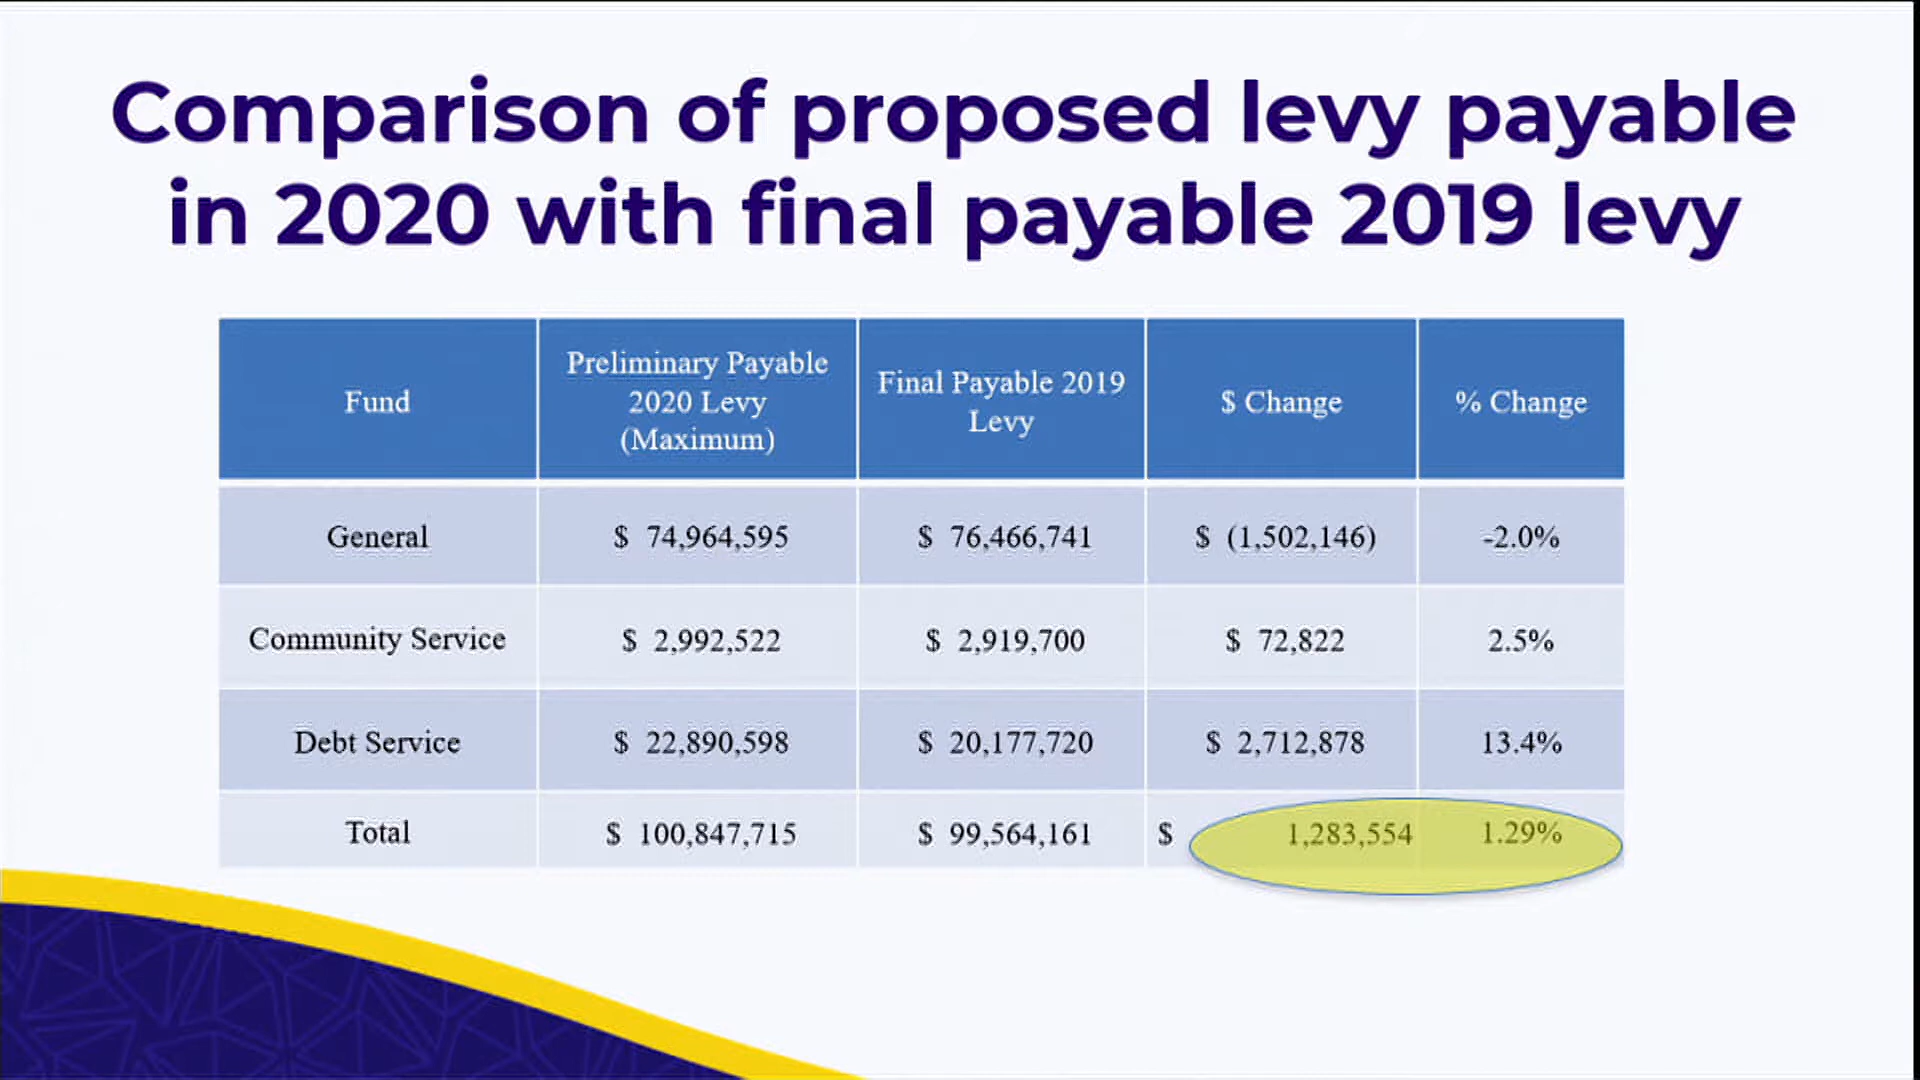 Comparison of proposed levy payable
in 2020 with final payable 2019 levy
Fund
Preliminary Payable
2020 Levy
(Maximum)
Final Payable 2019
Levy
$ Change
% Change
General $ 74,964,595 $ 76,466,741 $ (1,502,146) -2.0%
Community Service $ 2,992,522 $ 2,919,700 $ 72,822 2.5%
Debt Service $ 22,890,598 $ 20,177,720 $ 2,712,878 13.4%
Total $ 100,847,715 $ 99,564,161 $ 1,283,554 1.29%